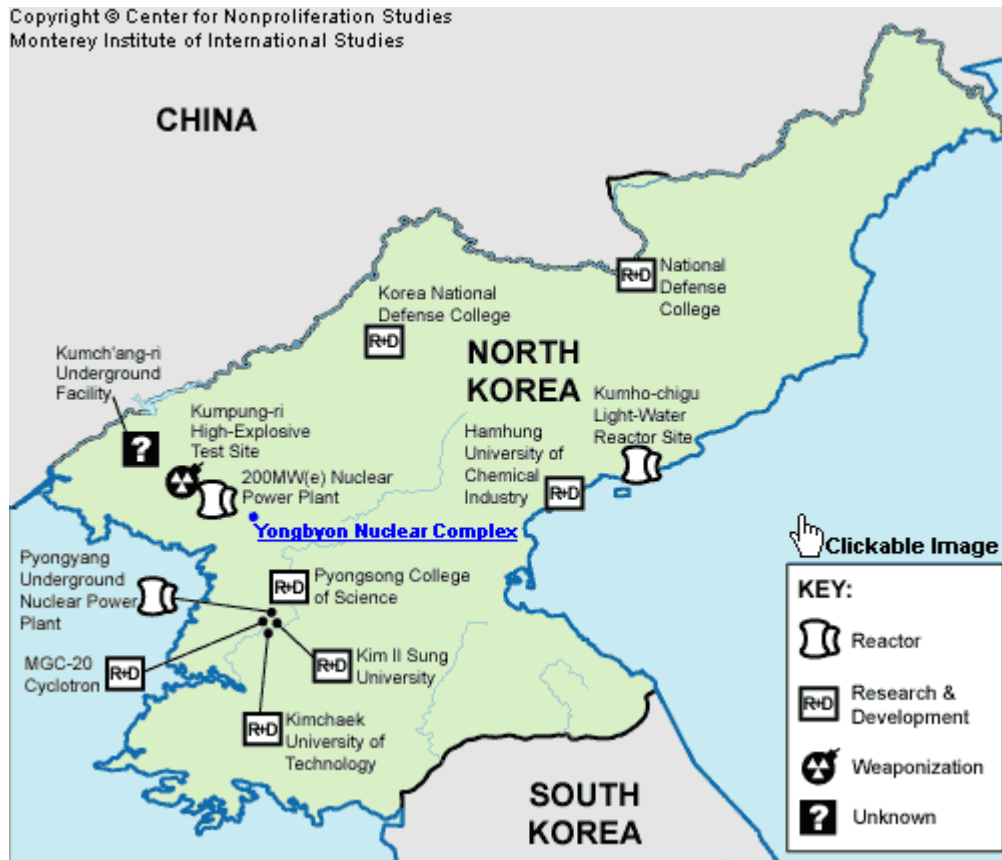 Copyright © Center for Nonproliferation Studies
Monterey Institute of International Studies
CHINA
National
Defense
College
R+D
Korea National
Defense College
R+D
NORTH
KOREA
Kumch'ang-ri
Underground
Facility
?
Kumpung-ri
High-Explosive
Test Site
200MW(e) Nuclear
Power Plant
Hamhung
University of
Chemical
Industry
R+D
Kumho-chigu
Light-Water
Reactor Site
Yongbyon Nuclear Complex
Pyongyang
Underground
Nuclear Power
Plant
R+D
Pyongsong College
of Science
MGC-20
Cyclotron
R+D
R+D
Kim Il Sung
University
R+D
Kimchaek
University of
Technology
SOUTH
KOREA
Clickable Image
KEY:
Reactor
R+D
Research &
Development
Weaponization
?
Unknown